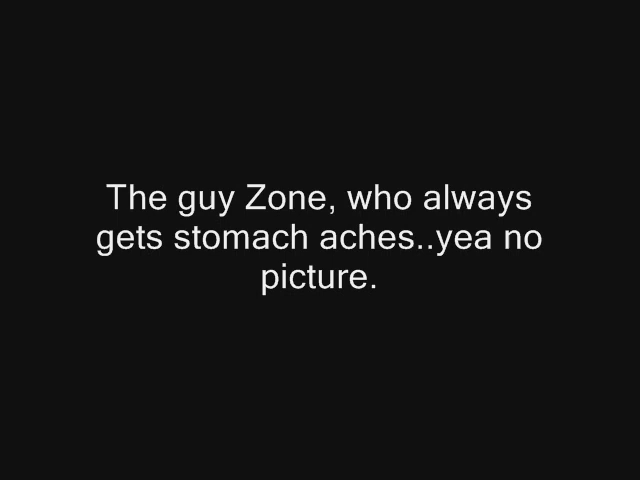 The guy Zone, who always
gets stomach aches..yea no
picture.